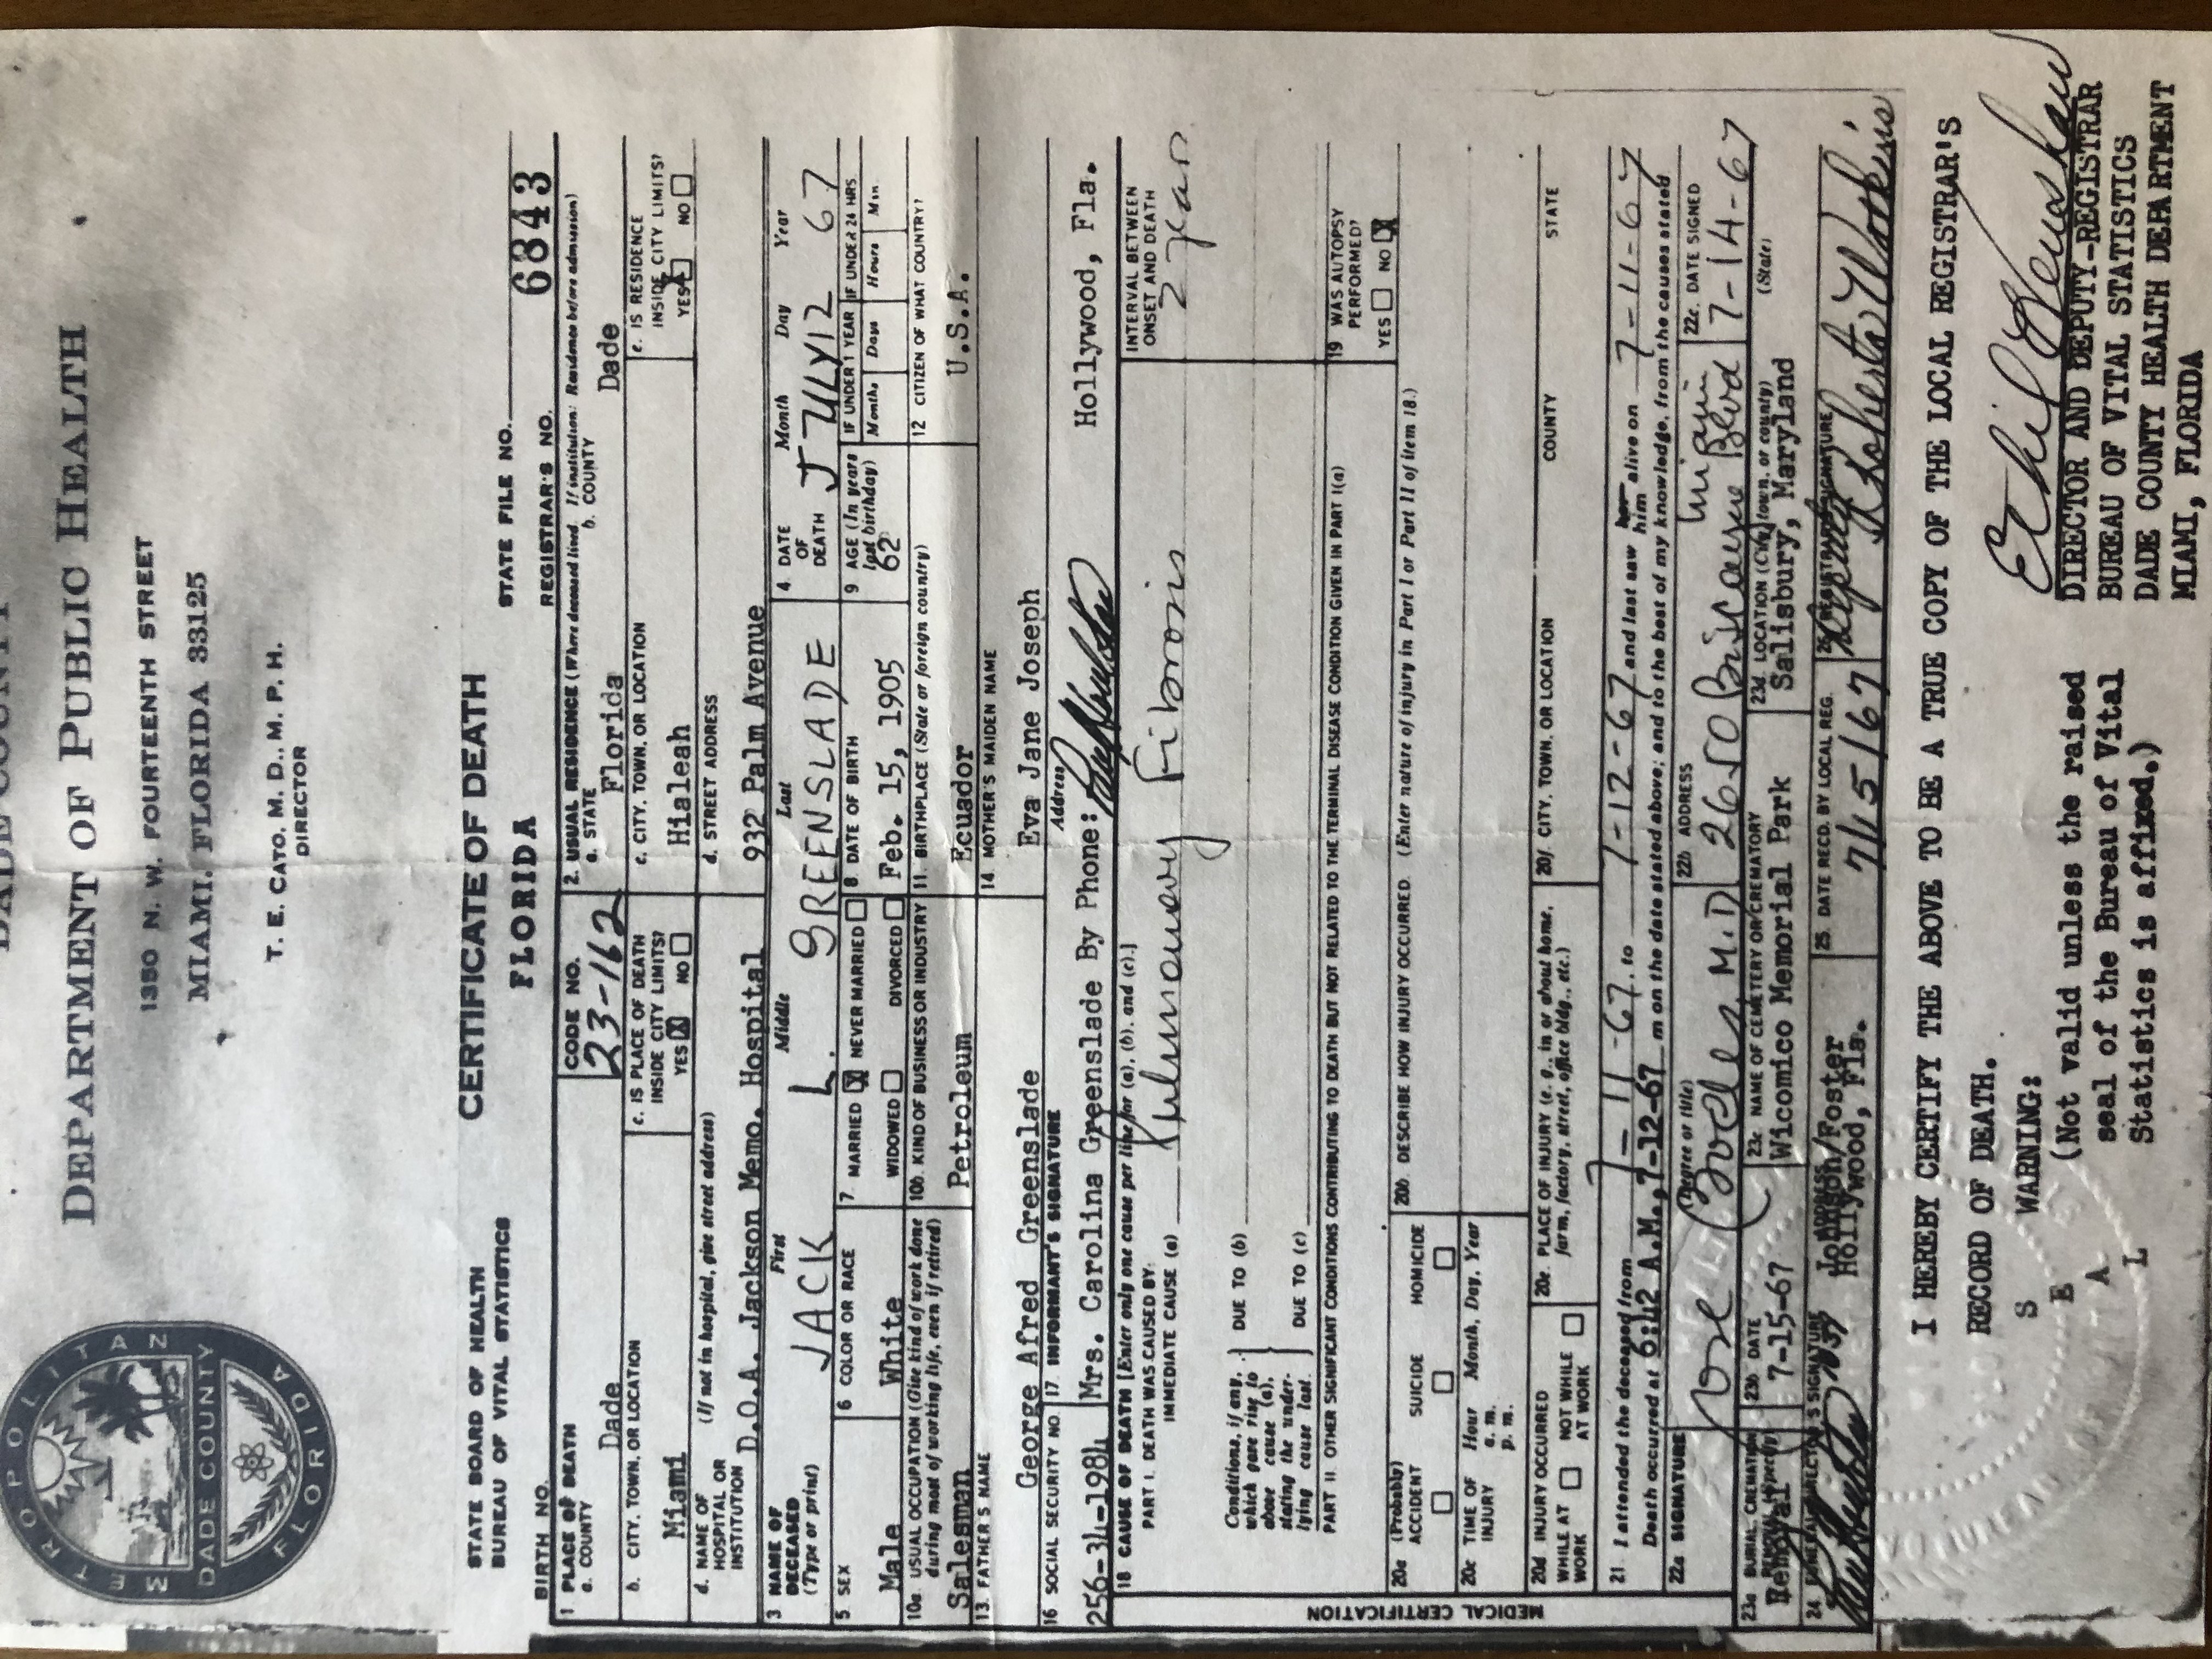 DADE COUNTY
METROPOLITAN
DADE COUNTY
FLORIDA
DEPARTMENT OF PUBLIC HEALTH
1350 N. W. FOURTEENTH STREET
MIAMI, FLORIDA 33125
T. E. CATO, M. D., M. P. H.
DIRECTOR
STATE BOARD OF HEALTH
BUREAU OF VITAL STATISTICS
CERTIFICATE OF DEATH
FLORIDA
STATE FILE NO.
BIRTH NO.
REGISTRAR'S NO. 6843
1 PLACE OF DEATH
a. COUNTY
Dade
CODE NO.
23-162
2. USUAL RESIDENCE (Where deceased lived. If institution: Residence before admission)
a. STATE
Florida
b. COUNTY
Dade
b. CITY, TOWN, OR LOCATION
Miami
c. IS PLACE OF DEATH
INSIDE CITY LIMITS?
YES X NO
c. CITY, TOWN, OR LOCATION
Hialeah
e. IS RESIDENCE
INSIDE CITY LIMITS?
YES X NO
d. NAME OF (If not in hospital, give street address)
HOSPITAL OR
INSTITUTION D.O.A. Jackson Memo. Hospital
d. STREET ADDRESS
932 Palm Avenue
3 NAME OF DECEASED
(Type or print)
First Middle Last
JACK L. GREENSLADE
4. DATE OF DEATH
Month Day Year
JULY 12 67
5. SEX
Male
6 COLOR OR RACE
White
7. MARRIED X NEVER MARRIED
WIDOWED DIVORCED
8. DATE OF BIRTH
Feb. 15, 1905
9 AGE (In years
last birthday)
62
IF UNDER 1 YEAR
Months Days
IF UNDER 24 HRS.
Hours Min
10a. USUAL OCCUPATION (Give kind of work done
during most of working life, even if retired)
Salesman
10b. KIND OF BUSINESS OR INDUSTRY
Petroleum
11. BIRTHPLACE (State or foreign country)
Ecuador
12 CITIZEN OF WHAT COUNTRY?
U.S.A.
13. FATHER'S NAME
George Afred Greenslade
14. MOTHER'S MAIDEN NAME
Eva Jane Joseph
16 SOCIAL SECURITY NO.
256-34-1984
17. INFORMANT'S SIGNATURE Address
Mrs. Carolina Greenslade By Phone: Hollywood, Fla.
18 CAUSE OF DEATH [Enter only one cause per line for (a), (b), and (c).]
PART I. DEATH WAS CAUSED BY:
IMMEDIATE CAUSE (a) Pulmonary Fibrosis
INTERVAL BETWEEN
ONSET AND DEATH
2 years
Conditions, if any,
which gave rise to
above cause (a),
stating the under-
lying cause last.
DUE TO (b)
DUE TO (c)
PART II. OTHER SIGNIFICANT CONDITIONS CONTRIBUTING TO DEATH BUT NOT RELATED TO THE TERMINAL DISEASE CONDITION GIVEN IN PART I(a)
19 WAS AUTOPSY
PERFORMED?
YES NO X
MEDICAL CERTIFICATION
20a (Probably)
ACCIDENT SUICIDE HOMICIDE
20b. DESCRIBE HOW INJURY OCCURRED. (Enter nature of injury in Part I or Part II of item 18.)
20c TIME OF INJURY
Hour Month, Day, Year
a. m.
p. m.
20d INJURY OCCURRED
WHILE AT WORK NOT WHILE AT WORK
20e. PLACE OF INJURY (e. g., in or about home,
farm, factory, street, office bldg., etc.)
20f. CITY, TOWN, OR LOCATION COUNTY STATE
21. I attended the deceased from 7-11-67, to 7-12-67 and last saw her him alive on 7-11-67
Death occurred at 6:42 A.M.,7-12-67 m on the date stated above; and to the best of my knowledge, from the causes stated
22a SIGNATURE (Degree or title)
Jose M.D
22b ADDRESS
Miami
2650 Biscayne Blvd
22c. DATE SIGNED
7-14-67
23a BURIAL, CREMATION
REMOVAL (Specify)
Removal
23b DATE
7-15-67
23c NAME OF CEMETERY OR CREMATORY
Wicomico Memorial Park
23d. LOCATION (City, town, or county) (State)
Salisbury, Maryland
24 FUNERAL DIRECTOR'S SIGNATURE ADDRESS
1037 Johnson/Foster
Hollywood, Fla.
25. DATE RECD. BY LOCAL REG.
7/15/67
26 REGISTRAR'S SIGNATURE
Deputy
Roberta Watkins
I HEREBY CERTIFY THE ABOVE TO BE A TRUE COPY OF THE LOCAL REGISTRAR'S
RECORD OF DEATH.
SEAL
WARNING:
(Not valid unless the raised
seal of the Bureau of Vital
Statistics is affixed.)
Ethel Henshaw
DIRECTOR AND DEPUTY-REGISTRAR
BUREAU OF VITAL STATISTICS
DADE COUNTY HEALTH DEPARTMENT
MIAMI, FLORIDA